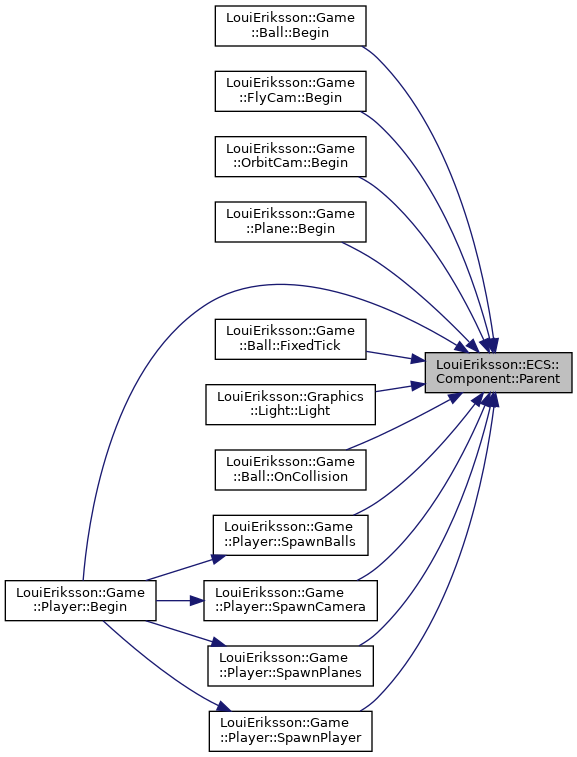 LouiEriksson::Game
::Ball::Begin
LouiEriksson::Game
::FlyCam::Begin
LouiEriksson::Game
::OrbitCam::Begin
LouiEriksson::Game
::Plane::Begin
LouiEriksson::Game
::Ball::FixedTick
LouiEriksson::ECS::
Component::Parent
LouiEriksson::Graphics
::Light::Light
LouiEriksson::Game
::Ball::OnCollision
LouiEriksson::Game
::Player::SpawnBalls
LouiEriksson::Game
::Player::Begin
LouiEriksson::Game
::Player::SpawnCamera
LouiEriksson::Game
::Player::SpawnPlanes
LouiEriksson::Game
::Player::SpawnPlayer